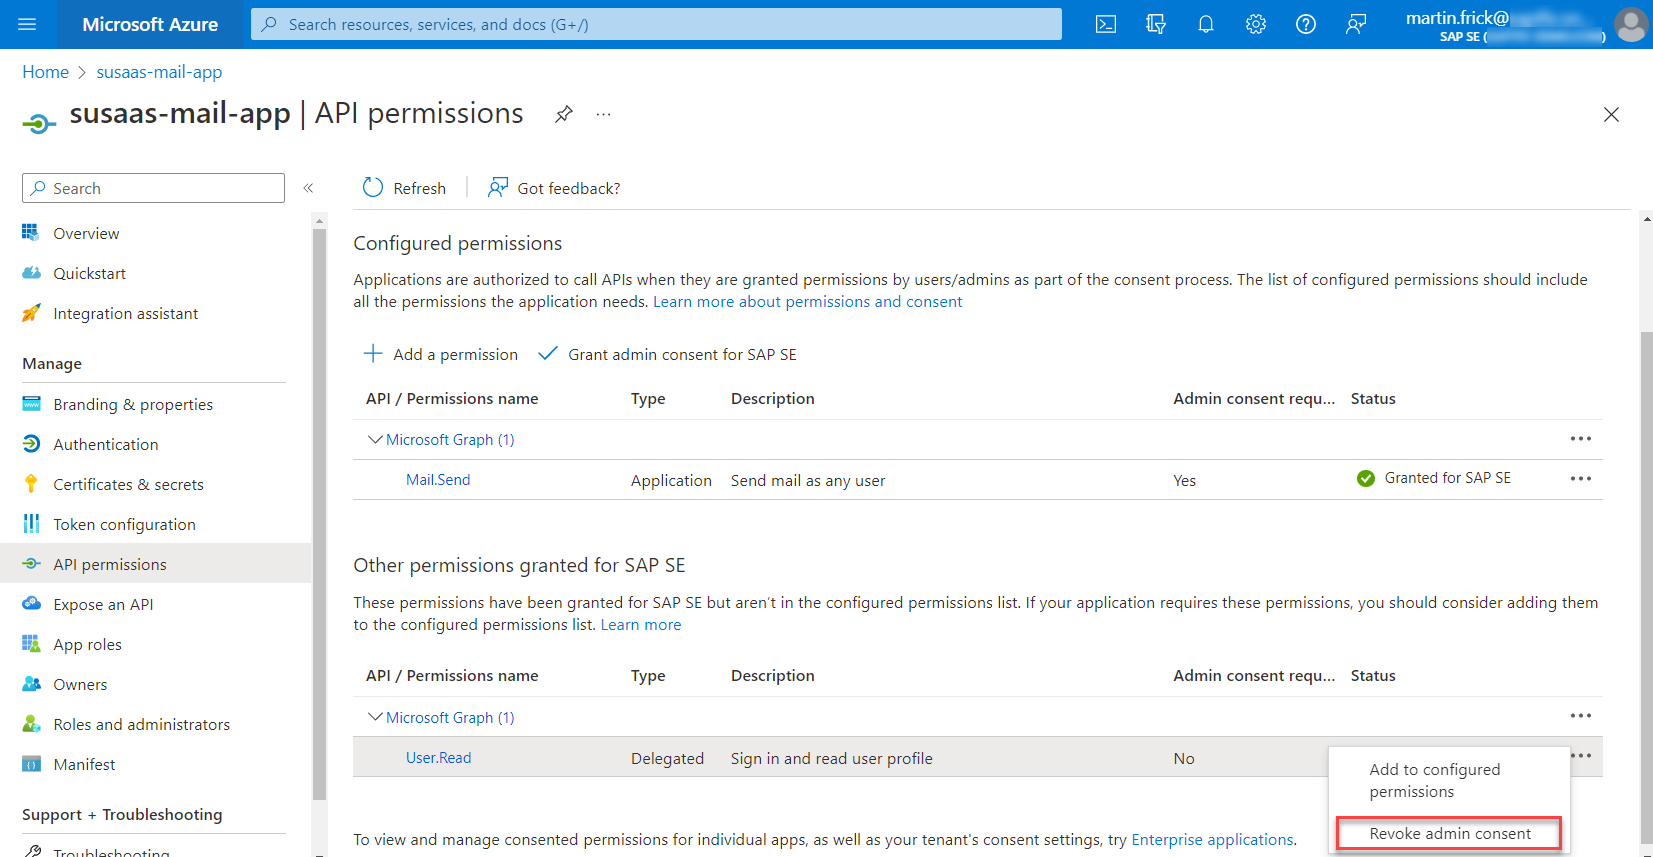 Microsoft Azure
Search resources, services, and docs (G+/)
martin.frick@
SAP SE (
Home > susaas-mail-app
susaas-mail-app | API permissions
Search
«
Refresh
Got feedback?
Overview
Quickstart
Integration assistant
Manage
Branding & properties
Authentication
Certificates & secrets
Token configuration
API permissions
Expose an API
App roles
Owners
Roles and administrators
Manifest
Support + Troubleshooting
Troubleshooting
Configured permissions
Applications are authorized to call APIs when they are granted permissions by users/admins as part of the consent process. The list of configured permissions should include
all the permissions the application needs. Learn more about permissions and consent
Add a permission
Grant admin consent for SAP SE
API / Permissions name Type Description Admin consent requ... Status
Microsoft Graph (1)
Mail.Send Application Send mail as any user Yes Granted for SAP SE
Other permissions granted for SAP SE
These permissions have been granted for SAP SE but aren't in the configured permissions list. If your application requires these permissions, you should consider adding them
to the configured permissions list. Learn more
API / Permissions name Type Description Admin consent requ... Status
Microsoft Graph (1)
User.Read Delegated Sign in and read user profile No
Add to configured
permissions
Revoke admin consent
To view and manage consented permissions for individual apps, as well as your tenant's consent settings, try Enterprise applications.